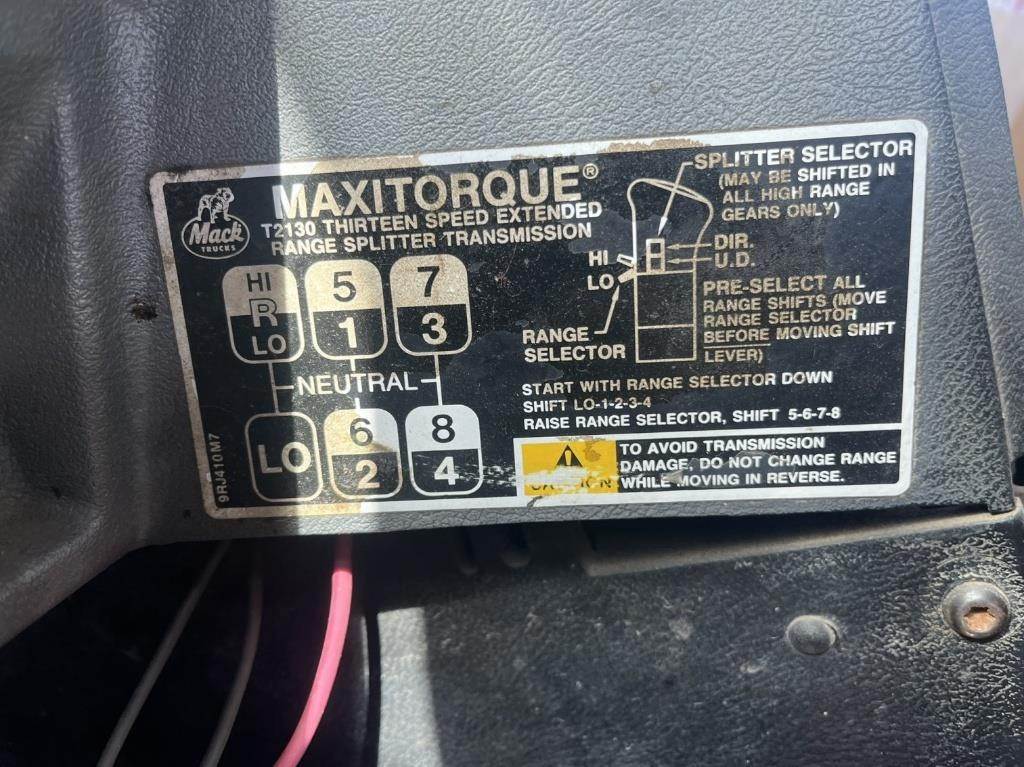 MAXITORQUE®
T2130 THIRTEEN SPEED EXTENDED
RANGE SPLITTER TRANSMISSION
Mack
TRUCKS
HI
R
LO
5
1
7
3
NEUTRAL
LO
6
2
8
4
9RJ410M7
SPLITTER SELECTOR
(MAY BE SHIFTED IN
ALL HIGH RANGE
GEARS ONLY)
DIR.
U.D.
HI
LO
RANGE
SELECTOR
PRE-SELECT ALL
RANGE SHIFTS (MOVE
RANGE SELECTOR
BEFORE MOVING SHIFT
LEVER)
START WITH RANGE SELECTOR DOWN
SHIFT LO-1-2-3-4
RAISE RANGE SELECTOR, SHIFT 5-6-7-8
CAUTION
TO AVOID TRANSMISSION
DAMAGE, DO NOT CHANGE RANGE
WHILE MOVING IN REVERSE.